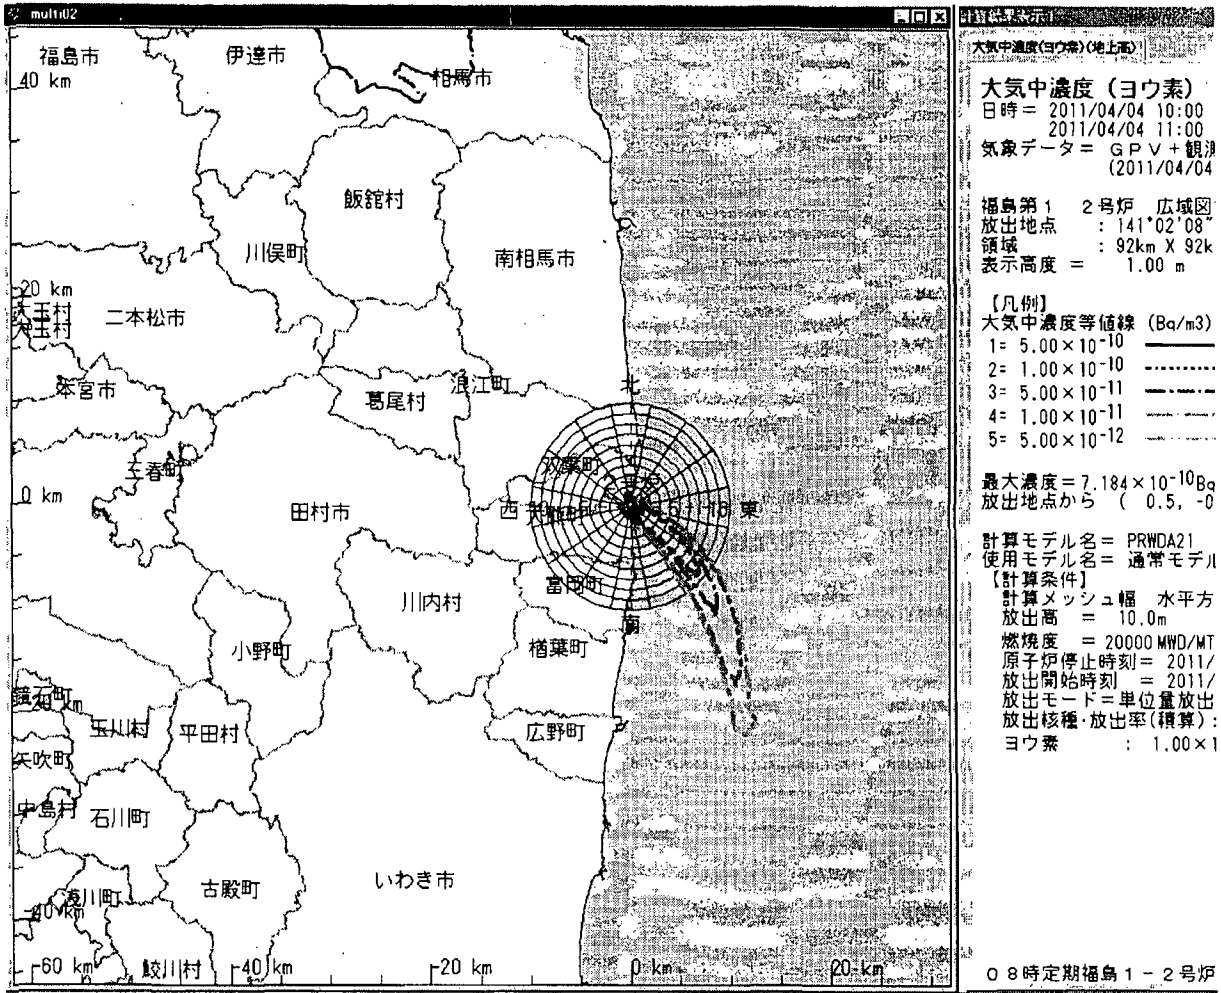 multi02
福島市
伊達市
相馬市
40 km
飯舘村
川俣町
南相馬市
20 km
大玉村
大玉村
二本松市
本宮市
浪江町
北
葛尾村
三春町
双葉町
0 km
田村市
西
東
富岡町
川内村
南
小野町
楢葉町
鏡石町
玉川村
平田村
広野町
矢吹町
中島村
石川町
浅川町
古殿町
いわき市
鮫川村
-60 km
-40 km
-20 km
0 km
20 km
計算結果表示
大気中濃度(ヨウ素)(地上高)
大気中濃度（ヨウ素）
日時＝ 2011/04/04 10:00
2011/04/04 11:00
気象データ＝ ＧＰＶ＋観測
(2011/04/04
福島第１ ２号炉 広域図
放出地点 : 141°02'08"
領域 : 92km X 92k
表示高度 ＝ 1.00 m
【凡例】
大気中濃度等値線 (Bq/m3)
1= 5.00×10⁻¹⁰
2= 1.00×10⁻¹⁰
3= 5.00×10⁻¹¹
4= 1.00×10⁻¹¹
5= 5.00×10⁻¹²
最大濃度＝7.184×10⁻¹⁰Bq
放出地点から ( 0.5, -0
計算モデル名＝ PRWDA21
使用モデル名＝ 通常モデル
【計算条件】
計算メッシュ幅 水平方
放出高 ＝ 10.0m
燃焼度 ＝ 20000MWD/MT
原子炉停止時刻＝ 2011/
放出開始時刻 ＝ 2011/
放出モード＝単位量放出
放出核種・放出率(積算)：
ヨウ素 : 1.00×1
０８時定期福島１－２号炉